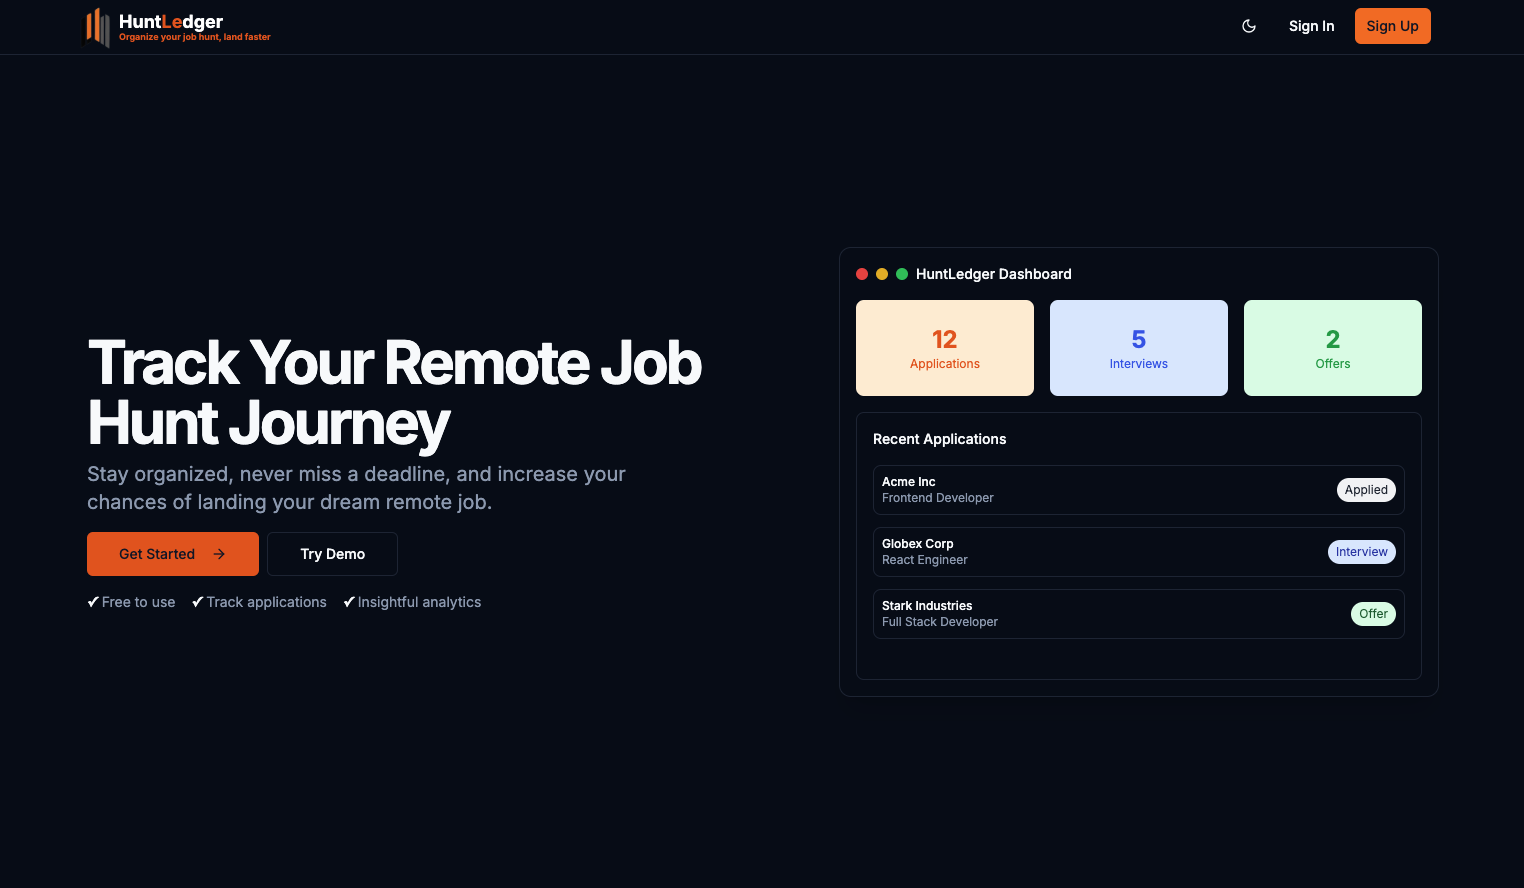 HuntLedger
Organize your job hunt, land faster
Sign In
Sign Up
Track Your Remote Job
Hunt Journey
Stay organized, never miss a deadline, and increase your
chances of landing your dream remote job.
Get Started →
Try Demo
✔ Free to use ✔ Track applications ✔ Insightful analytics
HuntLedger Dashboard
12
Applications
5
Interviews
2
Offers
Recent Applications
Acme Inc
Frontend Developer
Applied
Globex Corp
React Engineer
Interview
Stark Industries
Full Stack Developer
Offer